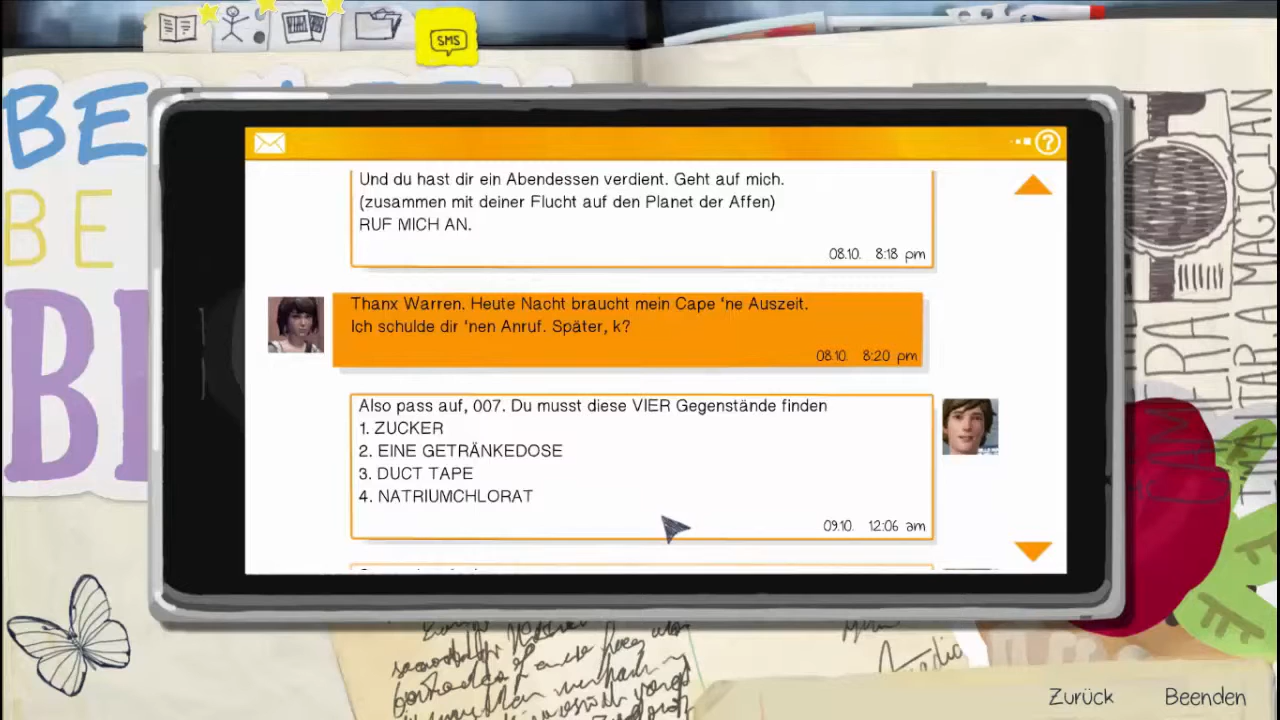 SMS
BE
BE
B
Und du hast dir ein Abendessen verdient. Geht auf mich.
(zusammen mit deiner Flucht auf den Planet der Affen)
RUF MICH AN.
08.10. 8:18 pm
Thanx Warren. Heute Nacht braucht mein Cape 'ne Auszeit.
Ich schulde dir 'nen Anruf. Später, k?
08.10. 8:20 pm
Also pass auf, 007. Du musst diese VIER Gegenstände finden
1. ZUCKER
2. EINE GETRÄNKEDOSE
3. DUCT TAPE
4. NATRIUMCHLORAT
09.10. 12:06 am
MAGICIAN
Zurück
Beenden